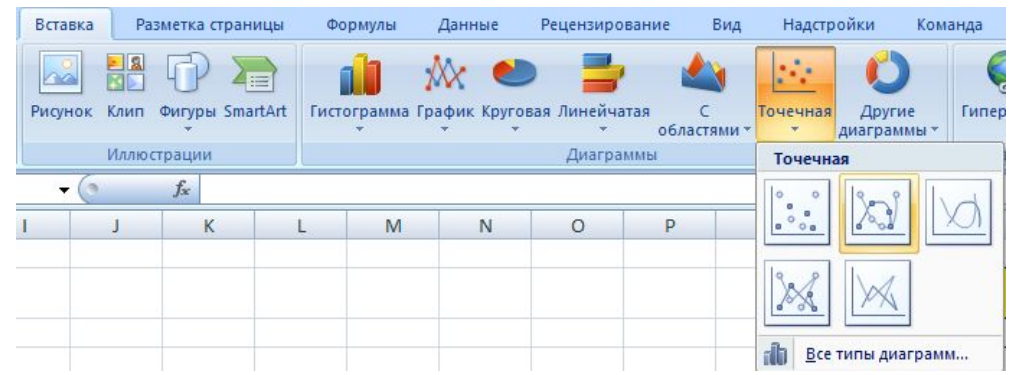 Вставка Разметка страницы Формулы Данные Рецензирование Вид Надстройки Команда
Рисунок Клип Фигуры SmartArt Гистограмма График Круговая Линейчатая С областями Точечная Другие диаграммы
Иллюстрации Диаграммы
Точечная
fx
I J K L M N O P
Все типы диаграмм...